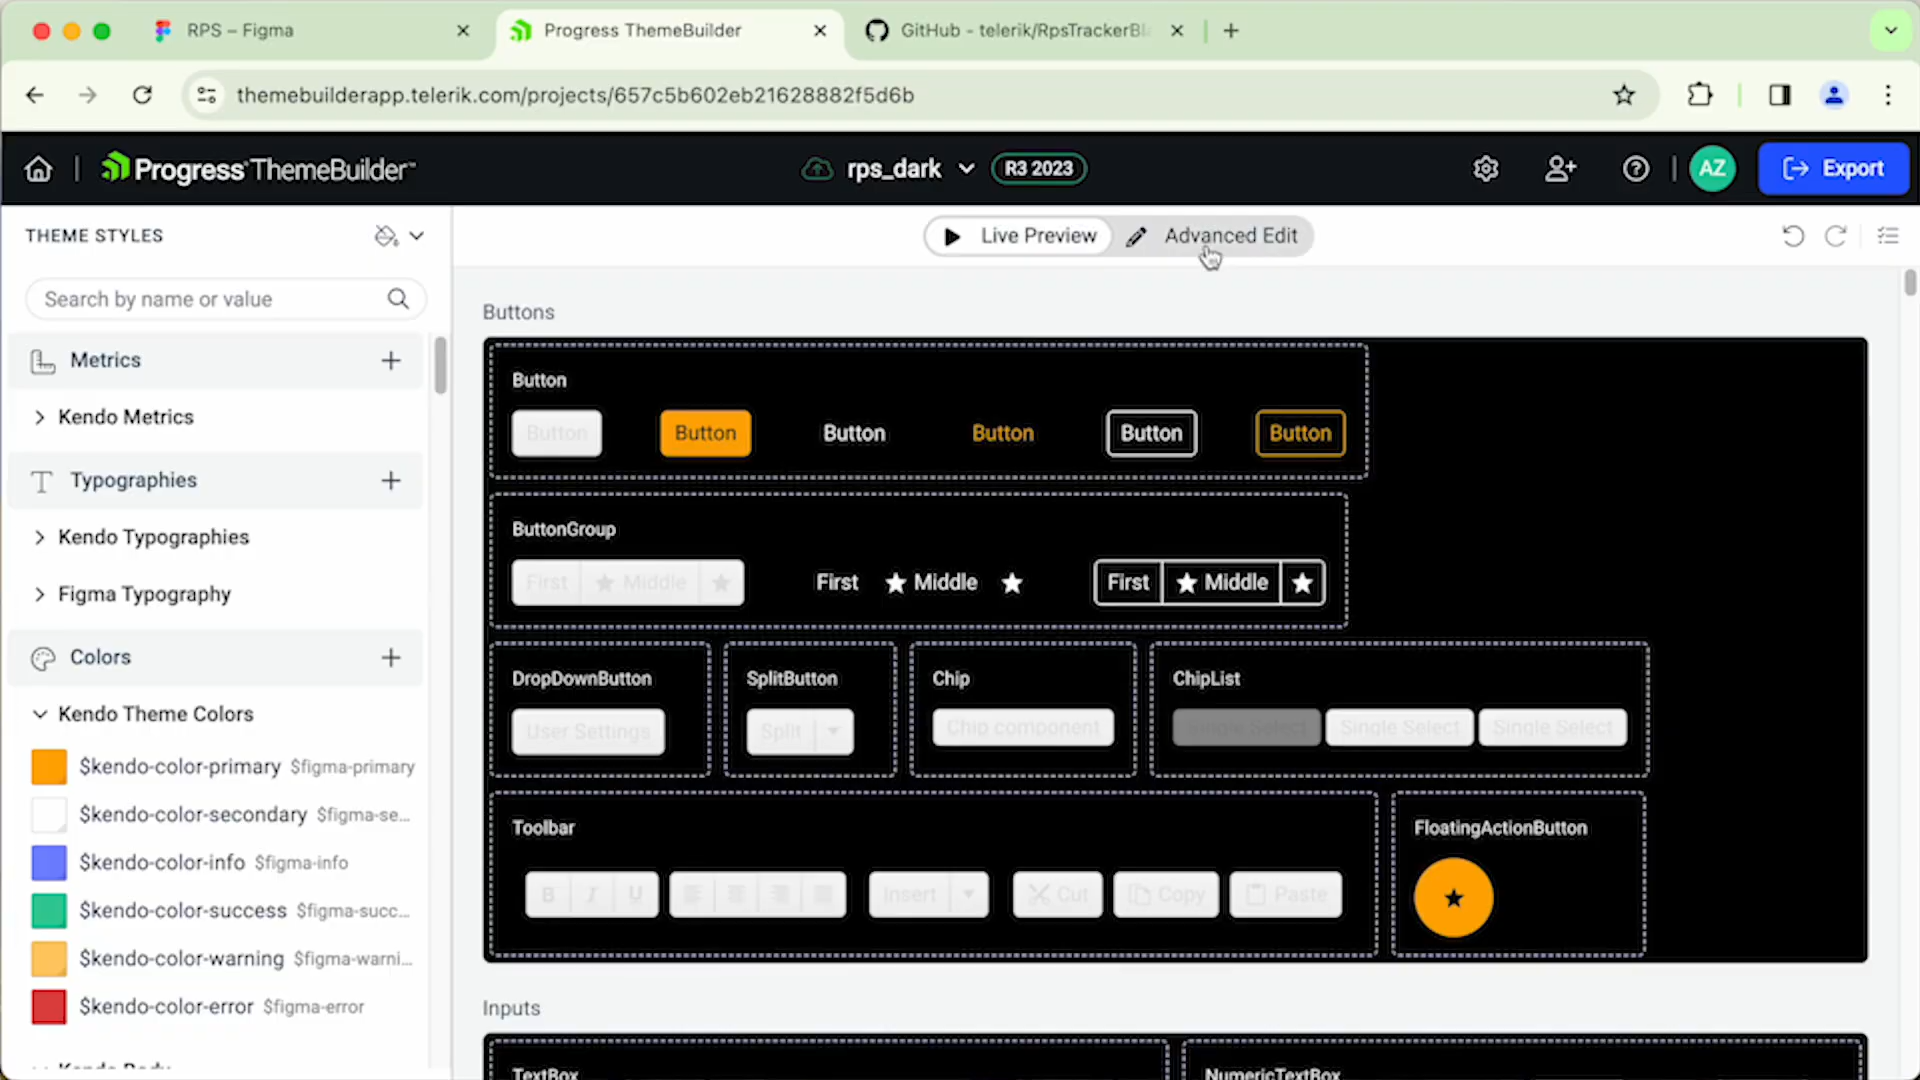 RPS – Figma
Progress ThemeBuilder
GitHub - telerik/RpsTrackerBla
themebuilderapp.telerik.com/projects/657c5b602eb21628882f5d6b
Progress ThemeBuilder
rps_dark
R3 2023
AZ
Export
THEME STYLES
Live Preview
Advanced Edit
Search by name or value
Metrics
Kendo Metrics
Typographies
Kendo Typographies
Figma Typography
Colors
Kendo Theme Colors
$kendo-color-primary $figma-primary
$kendo-color-secondary $figma-se...
$kendo-color-info $figma-info
$kendo-color-success $figma-succ...
$kendo-color-warning $figma-warni...
$kendo-color-error $figma-error
Kendo Body
Buttons
Button
Button Button Button Button Button Button
ButtonGroup
First Middle First Middle First Middle
DropDownButton
User Settings
SplitButton
Split
Chip
Chip component
ChipList
Single Select Single Select Single Select
Toolbar
B I U Insert Cut Copy Paste
FloatingActionButton
Inputs
TextBox
NumericTextBox